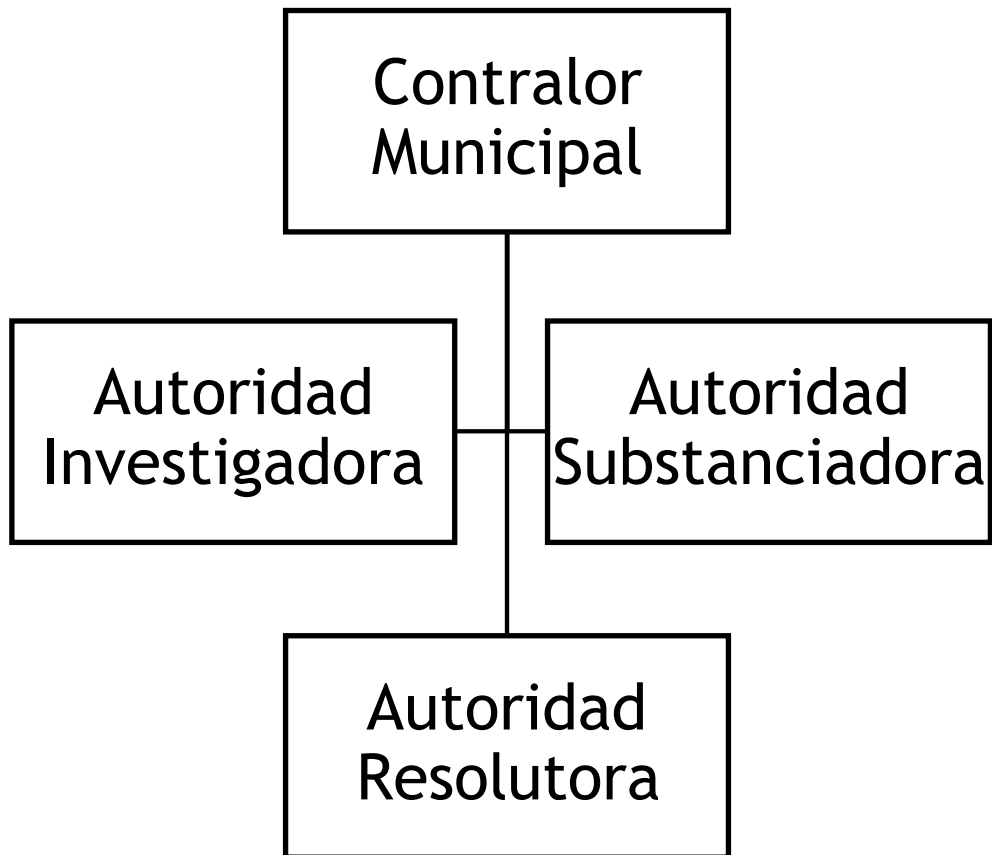 Contralor
Municipal
Autoridad
Investigadora
Autoridad
Substanciadora
Autoridad
Resolutora